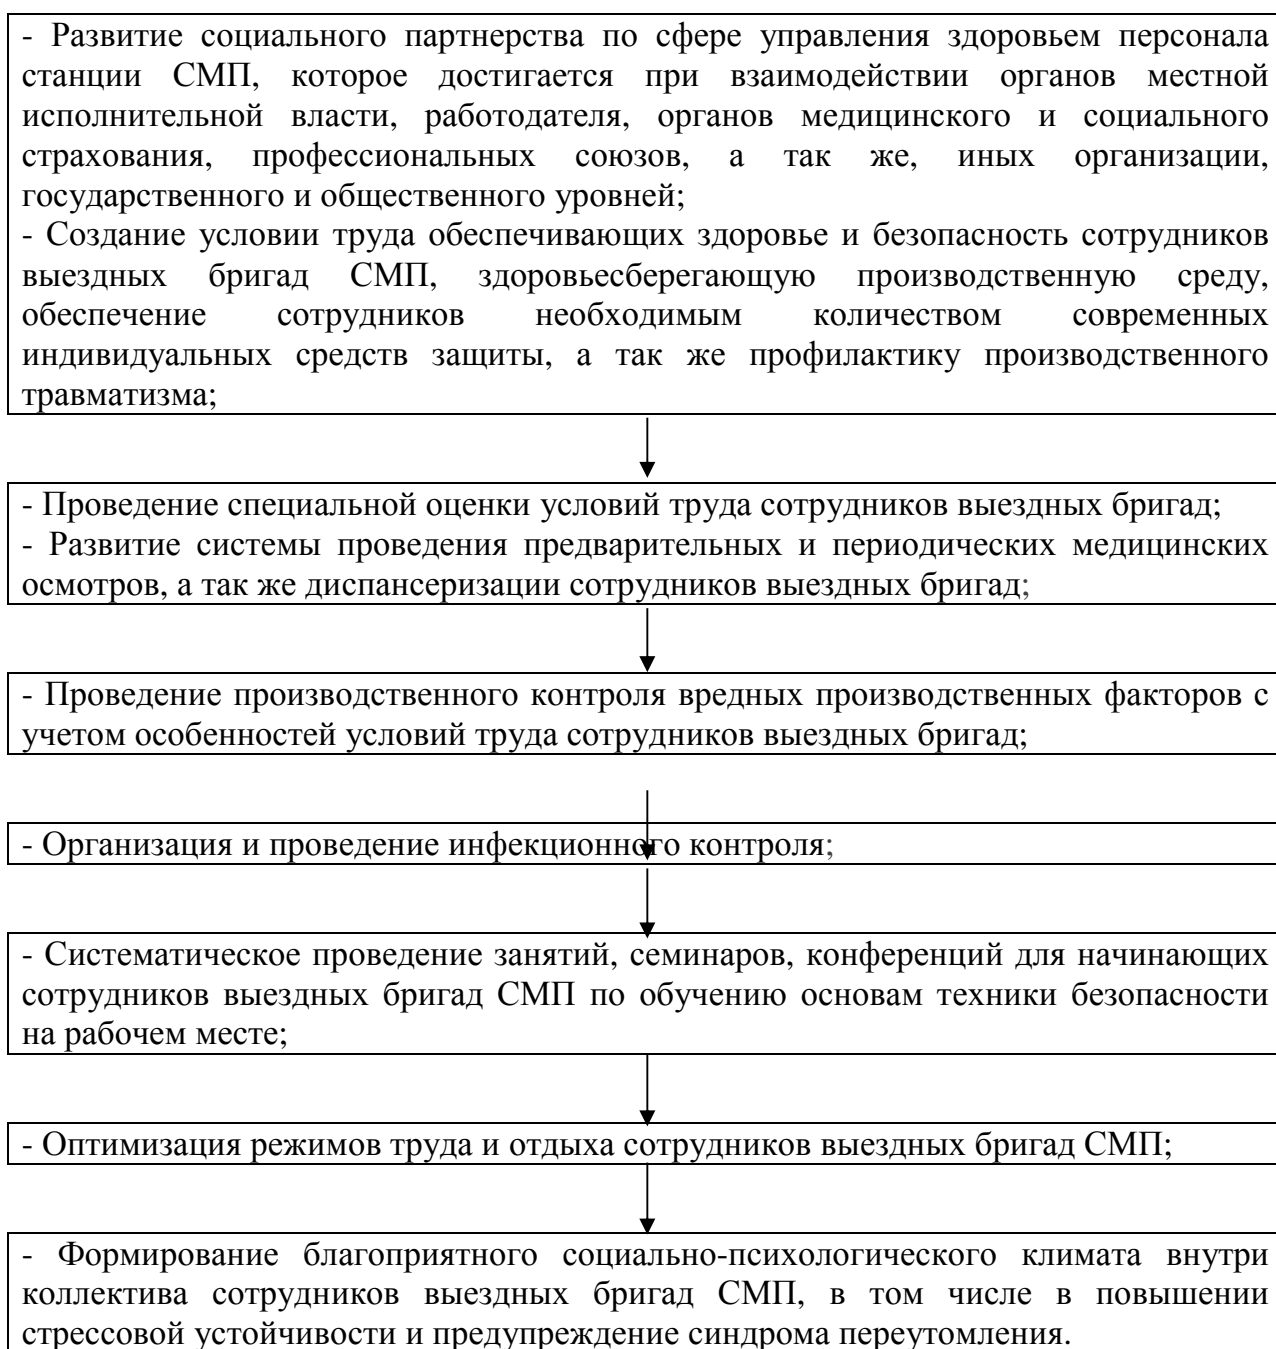 - Развитие социального партнерства по сфере управления здоровьем персонала
станции СМП, которое достигается при взаимодействии органов местной
исполнительной власти, работодателя, органов медицинского и социального
страхования, профессиональных союзов, а так же, иных организации,
государственного и общественного уровней;
- Создание условии труда обеспечивающих здоровье и безопасность сотрудников
выездных бригад СМП, здоровьесберегающую производственную среду,
обеспечение сотрудников необходимым количеством современных
индивидуальных средств защиты, а так же профилактику производственного
травматизма;
- Проведение специальной оценки условий труда сотрудников выездных бригад;
- Развитие системы проведения предварительных и периодических медицинских
осмотров, а так же диспансеризации сотрудников выездных бригад;
- Проведение производственного контроля вредных производственных факторов с
учетом особенностей условий труда сотрудников выездных бригад;
- Организация и проведение инфекционного контроля;
- Систематическое проведение занятий, семинаров, конференций для начинающих
сотрудников выездных бригад СМП по обучению основам техники безопасности
на рабочем месте;
- Оптимизация режимов труда и отдыха сотрудников выездных бригад СМП;
- Формирование благоприятного социально-психологического климата внутри
коллектива сотрудников выездных бригад СМП, в том числе в повышении
стрессовой устойчивости и предупреждение синдрома переутомления.